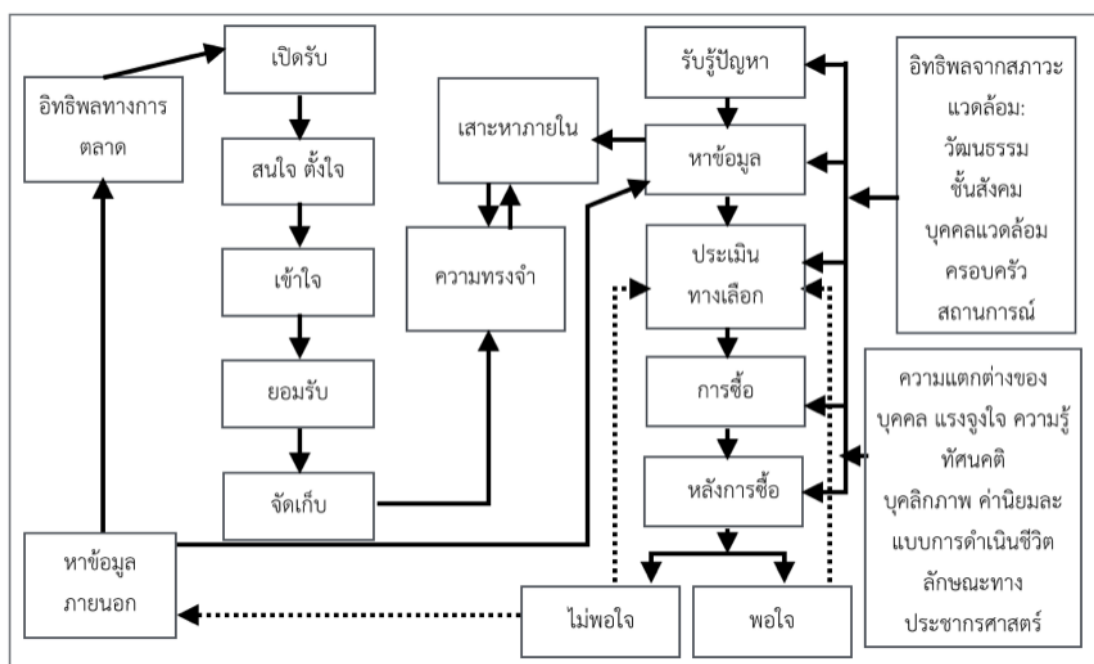 เปิดรับ
อิทธิพลทางการ
ตลาด
สนใจ ตั้งใจ
เข้าใจ
ยอมรับ
จัดเก็บ
หาข้อมูล
ภายนอก
เสาะหาภายใน
ความทรงจำ
รับรู้ปัญหา
หาข้อมูล
ประเมิน
ทางเลือก
การซื้อ
หลังการซื้อ
ไม่พอใจ
พอใจ
อิทธิพลจากสภาวะ
แวดล้อม:
วัฒนธรรม
ชั้นสังคม
บุคคลแวดล้อม
ครอบครัว
สถานการณ์
ความแตกต่างของ
บุคคล แรงจูงใจ ความรู้
ทัศนคติ
บุคลิกภาพ ค่านิยมละ
แบบการดำเนินชีวิต
ลักษณะทาง
ประชากรศาสตร์